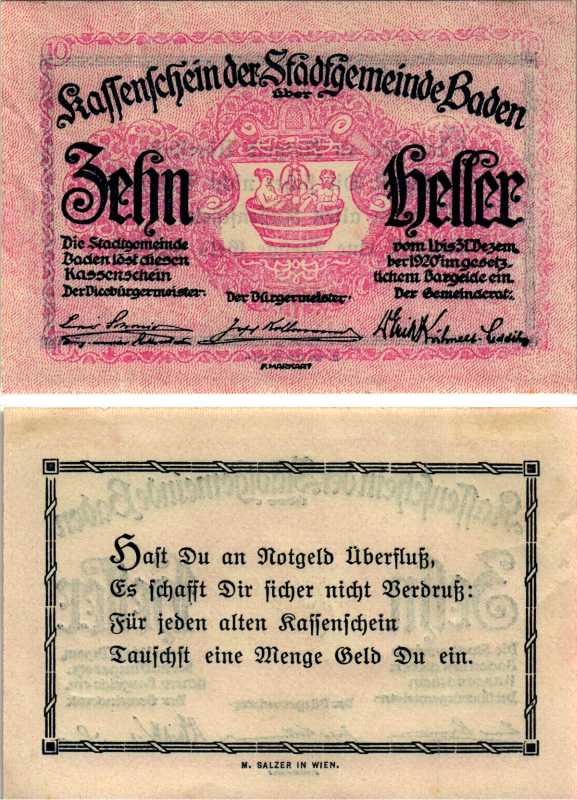 10
Kassenschein der Stadtgemeinde Baden
über
Zehn Heller
Die Stadtgemeinde
Baden löst diesen
Kassenschein
vom 1. bis 31. Dezem
ber 1920 im gesetz-
lichem Bargelde ein.
Der Vicebürgermeister. Der Bürgermeister. Der Gemeinderat.
F. MARKART
Hast Du an Notgeld Überfluß,
Es schafft Dir sicher nicht Verdruß:
Für jeden alten Kassenschein
Tauschst eine Menge Geld Du ein.
M. SALZER IN WIEN.